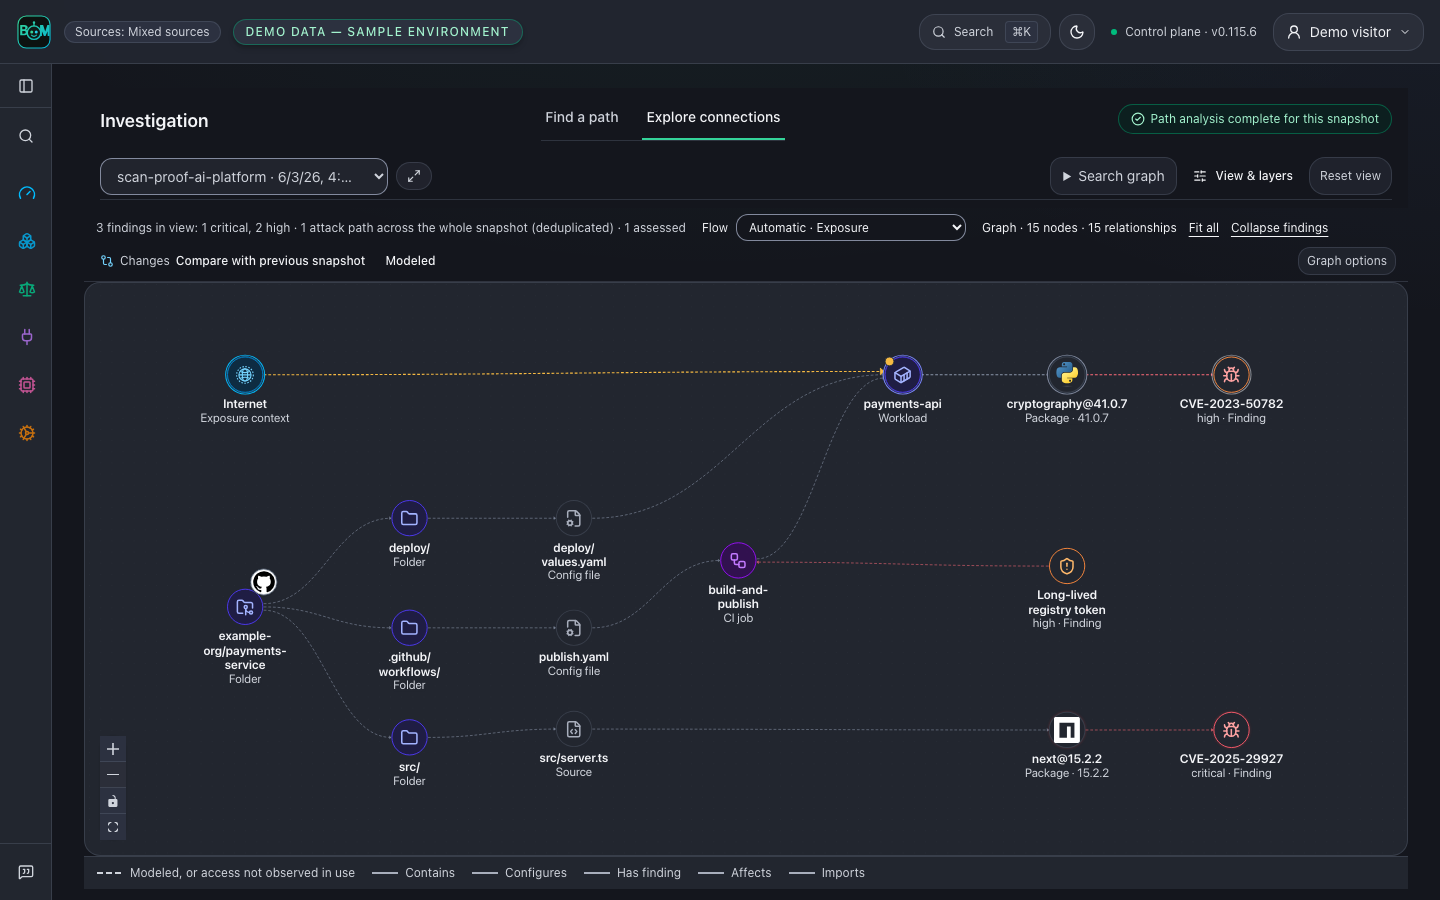 BOM
Sources: Mixed sources
DEMO DATA — SAMPLE ENVIRONMENT
Search ⌘K
Control plane · v0.115.6
Demo visitor
Investigation
Find a path
Explore connections
Path analysis complete for this snapshot
scan-proof-ai-platform · 6/3/26, 4:...
Search graph
View & layers
Reset view
3 findings in view: 1 critical, 2 high · 1 attack path across the whole snapshot (deduplicated) · 1 assessed
Flow
Automatic · Exposure
Graph · 15 nodes · 15 relationships
Fit all
Collapse findings
Changes
Compare with previous snapshot
Modeled
Graph options
Internet
Exposure context
payments-api
Workload
cryptography@41.0.7
Package · 41.0.7
CVE-2023-50782
high · Finding
deploy/
Folder
deploy/
values.yaml
Config file
build-and-
publish
CI job
Long-lived
registry token
high · Finding
example-
org/payments-
service
Folder
.github/
workflows/
Folder
publish.yaml
Config file
src/
Folder
src/server.ts
Source
next@15.2.2
Package · 15.2.2
CVE-2025-29927
critical · Finding
Modeled, or access not observed in use
Contains
Configures
Has finding
Affects
Imports